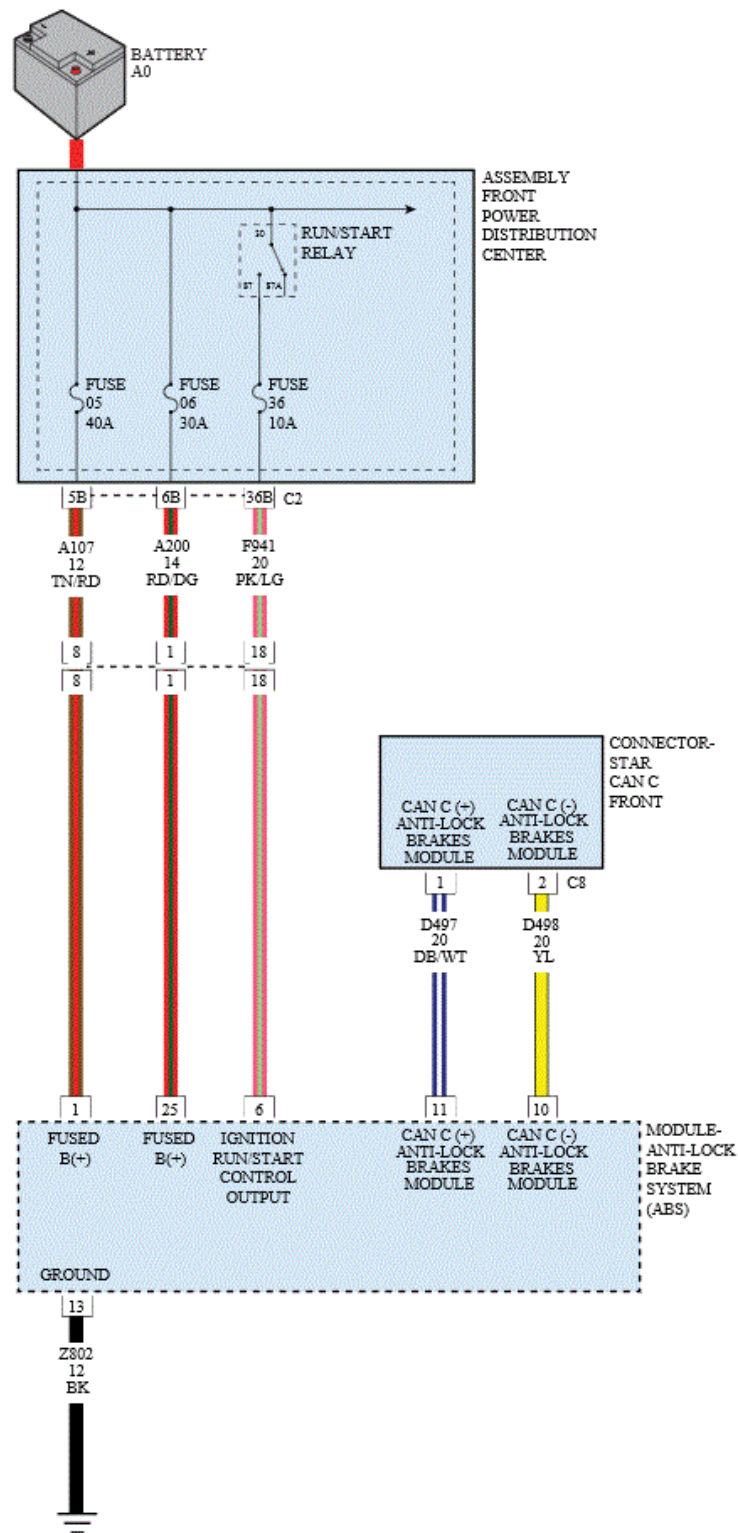 BATTERY
A0
ASSEMBLY
FRONT
POWER
DISTRIBUTION
CENTER
30
RUN/START
RELAY
87
87A
FUSE
05
40A
FUSE
06
30A
FUSE
36
10A
5B
6B
36B
C2
A107
12
TN/RD
A200
14
RD/DG
F941
20
PK/LG
8
1
18
8
1
18
CONNECTOR-
STAR
CAN C
FRONT
CAN C (+)
ANTI-LOCK
BRAKES
MODULE
CAN C (-)
ANTI-LOCK
BRAKES
MODULE
1
2
C8
D497
20
DB/WT
D498
20
YL
1
25
6
11
10
FUSED
B(+)
FUSED
B(+)
IGNITION
RUN/START
CONTROL
OUTPUT
CAN C (+)
ANTI-LOCK
BRAKES
MODULE
CAN C (-)
ANTI-LOCK
BRAKES
MODULE
MODULE-
ANTI-LOCK
BRAKE
SYSTEM
(ABS)
GROUND
13
Z802
12
BK